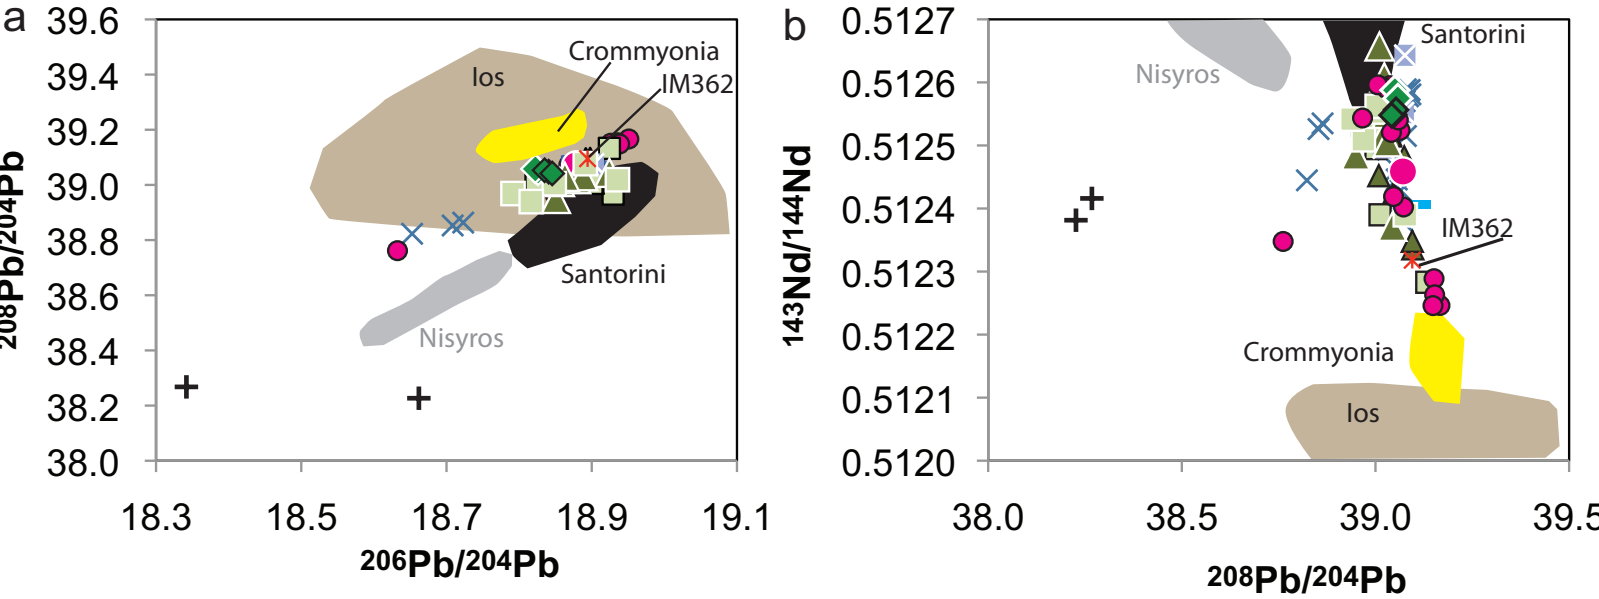 a
39.6
39.4
39.2
39.0
38.8
38.6
38.4
38.2
38.0
208Pb/204Pb
18.3 18.5 18.7 18.9 19.1
206Pb/204Pb
Ios
Crommyonia
IM362
Santorini
Nisyros
b
0.5127
0.5126
0.5125
0.5124
0.5123
0.5122
0.5121
0.5120
143Nd/144Nd
38.0 38.5 39.0 39.5
208Pb/204Pb
Santorini
Nisyros
IM362
Crommyonia
Ios